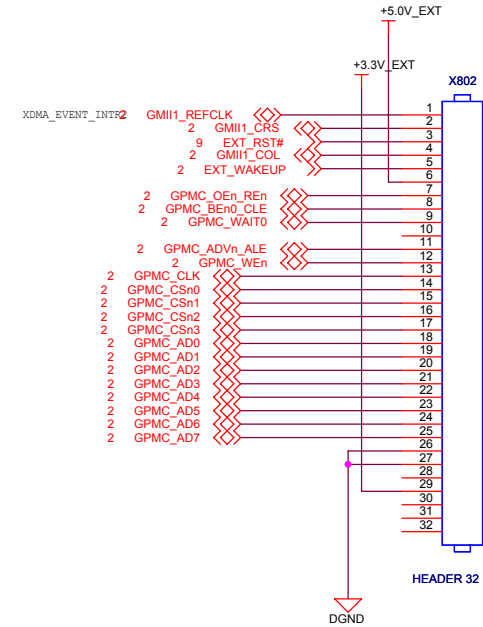 +5.0V_EXT
+3.3V_EXT
X802
XDMA_EVENT_INTR2 GMII1_REFCLK 1
2 GMII1_CRS 2
9 EXT_RST# 3
2 GMII1_COL 4
2 EXT_WAKEUP 5
6
2 GPMC_OEn_REn 7
2 GPMC_BEn0_CLE 8
2 GPMC_WAIT0 9
10
2 GPMC_ADVn_ALE 11
2 GPMC_WEn 12
2 GPMC_CLK 13
2 GPMC_CSn0 14
2 GPMC_CSn1 15
2 GPMC_CSn2 16
2 GPMC_CSn3 17
2 GPMC_AD0 18
2 GPMC_AD1 19
2 GPMC_AD2 20
2 GPMC_AD3 21
2 GPMC_AD4 22
2 GPMC_AD5 23
2 GPMC_AD6 24
2 GPMC_AD7 25
26
27
28
29
30
31
32
HEADER 32
DGND